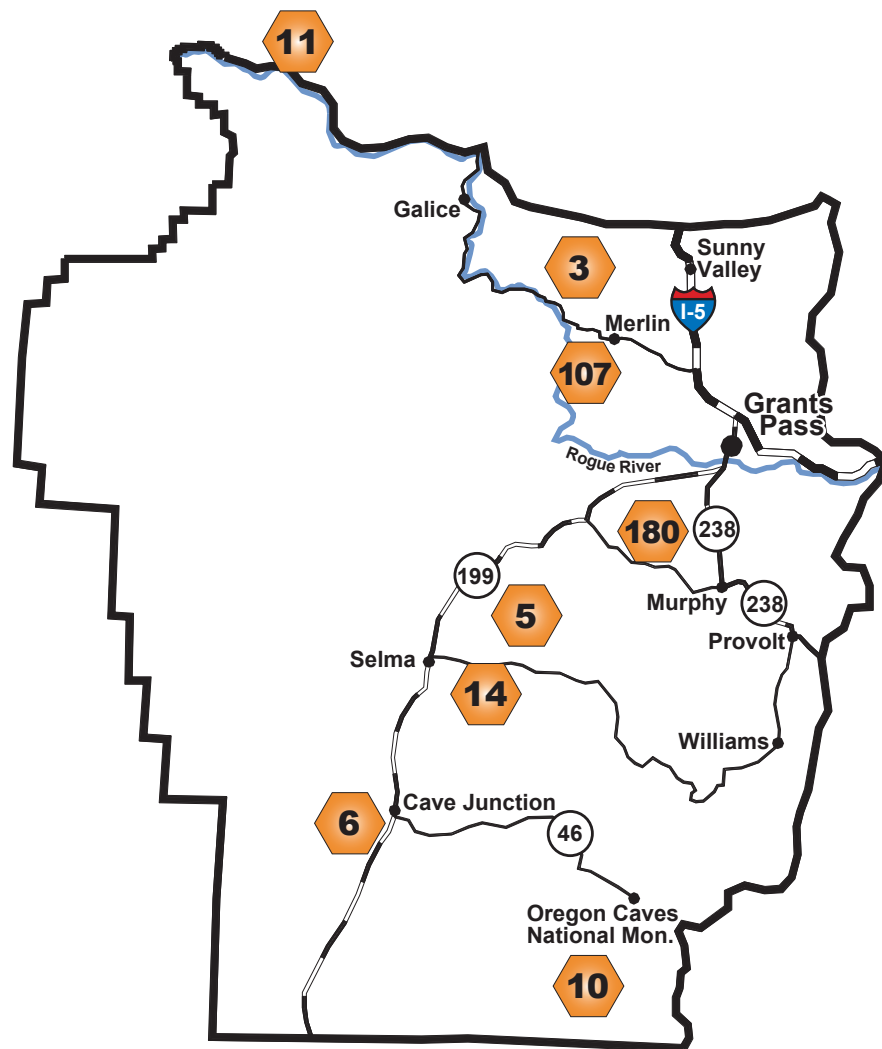 11
Galice
3
Sunny
Valley
I-5
Merlin
107
Grants
Pass
Rogue River
180
238
199
5
Murphy
238
Provolt
Selma
14
Williams
6
Cave Junction
46
Oregon Caves
National Mon.
10